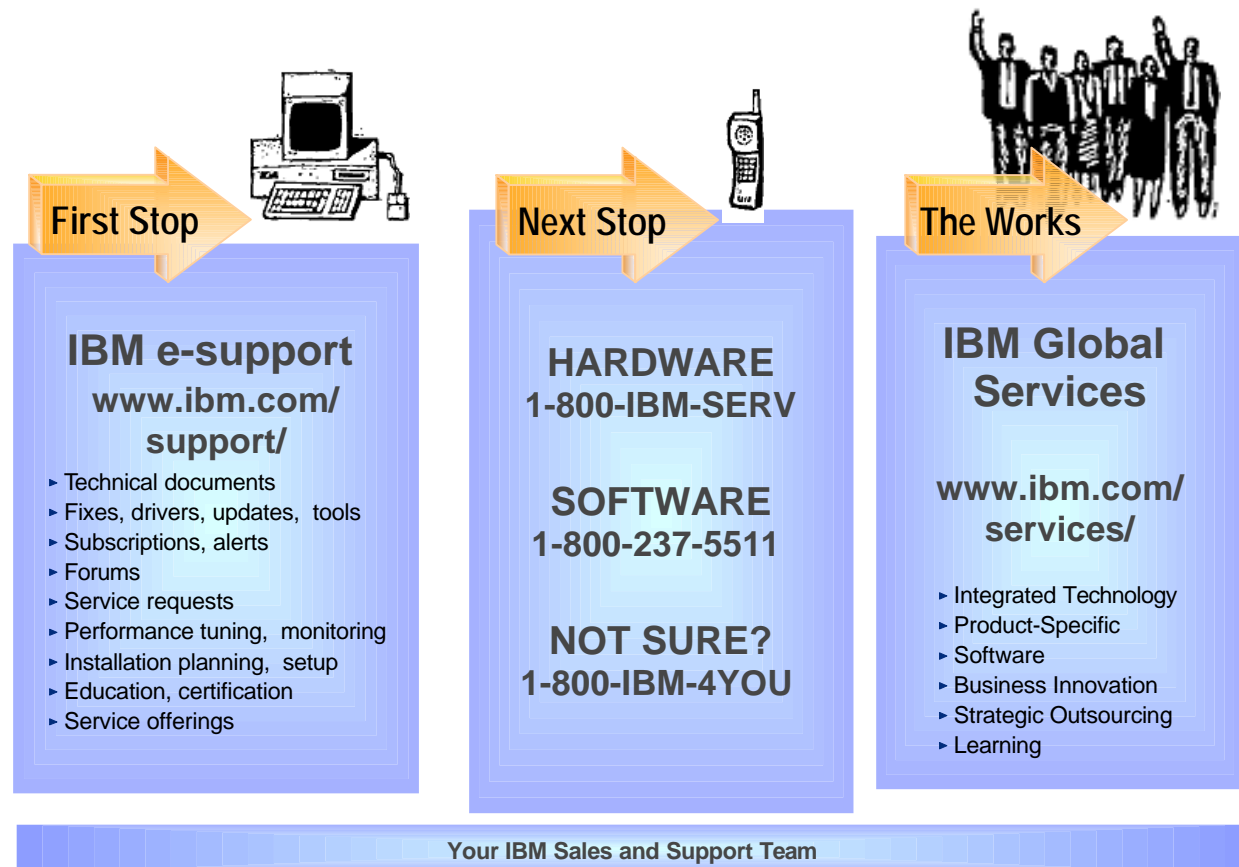 First Stop
IBM e-support
www.ibm.com/
support/
Technical documents
Fixes, drivers, updates, tools
Subscriptions, alerts
Forums
Service requests
Performance tuning, monitoring
Installation planning, setup
Education, certification
Service offerings
Next Stop
HARDWARE
1-800-IBM-SERV
SOFTWARE
1-800-237-5511
NOT SURE?
1-800-IBM-4YOU
The Works
IBM Global
Services
www.ibm.com/
services/
Integrated Technology
Product-Specific
Software
Business Innovation
Strategic Outsourcing
Learning
Your IBM Sales and Support Team